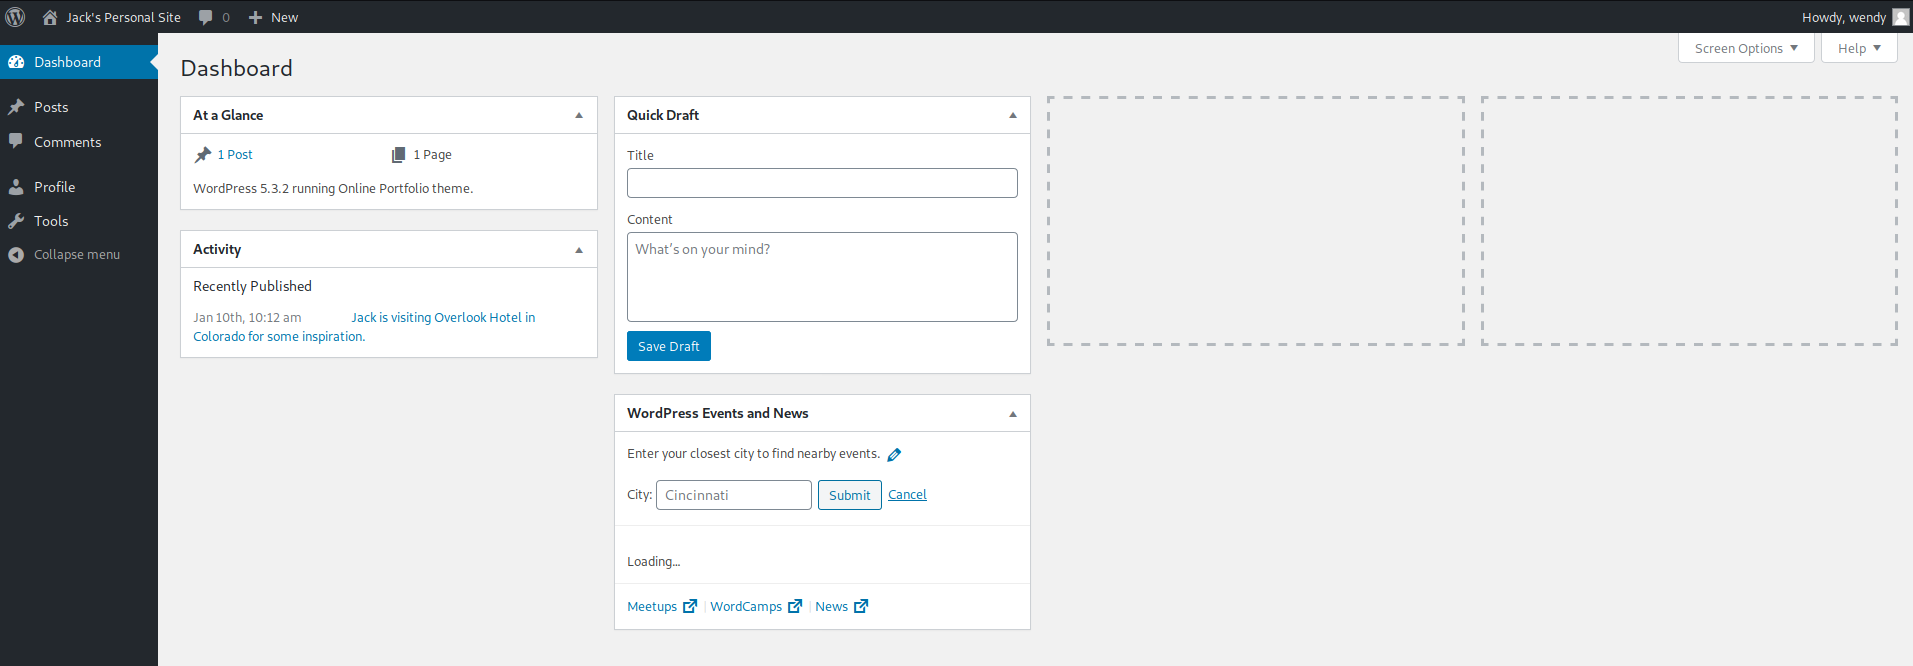 Jack's Personal Site 0 New Howdy, wendy
Screen Options Help
Dashboard
Posts
Comments
Profile
Tools
Collapse menu
Dashboard
At a Glance
1 Post 1 Page
WordPress 5.3.2 running Online Portfolio theme.
Activity
Recently Published
Jan 10th, 10:12 am Jack is visiting Overlook Hotel in
Colorado for some inspiration.
Quick Draft
Title
Content
What's on your mind?
Save Draft
WordPress Events and News
Enter your closest city to find nearby events.
City: Cincinnati Submit Cancel
Loading...
Meetups | WordCamps | News